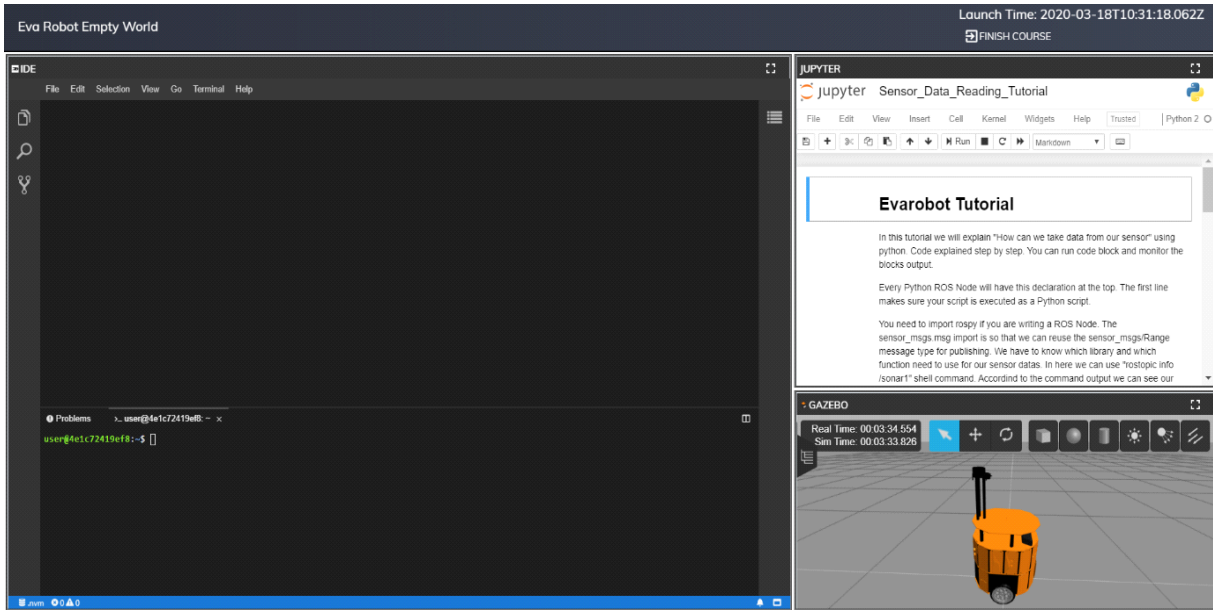 Eva Robot Empty World
Launch Time: 2020-03-18T10:31:18.062Z
FINISH COURSE
IDE
File Edit Selection View Go Terminal Help
Problems >_ user@4e1c72419ef8: ~ ×
user@4e1c72419ef8:~$
.nvm 0 0
JUPYTER
jupyter Sensor_Data_Reading_Tutorial
File Edit View Insert Cell Kernel Widgets Help Trusted Python 2
Run Markdown
Evarobot Tutorial
In this tutorial we will explain "How can we take data from our sensor" using
python. Code explained step by step. You can run code block and monitor the
blocks output.
Every Python ROS Node will have this declaration at the top. The first line
makes sure your script is executed as a Python script.
You need to import rospy if you are writing a ROS Node. The
sensor_msgs.msg import is so that we can reuse the sensor_msgs/Range
message type for publishing. We have to know which library and which
function need to use for our sensor datas. In here we can use "rostopic info
/sonar1" shell command. Accordind to the command output we can see our
GAZEBO
Real Time: 00:03:34.554
Sim Time: 00:03:33.826